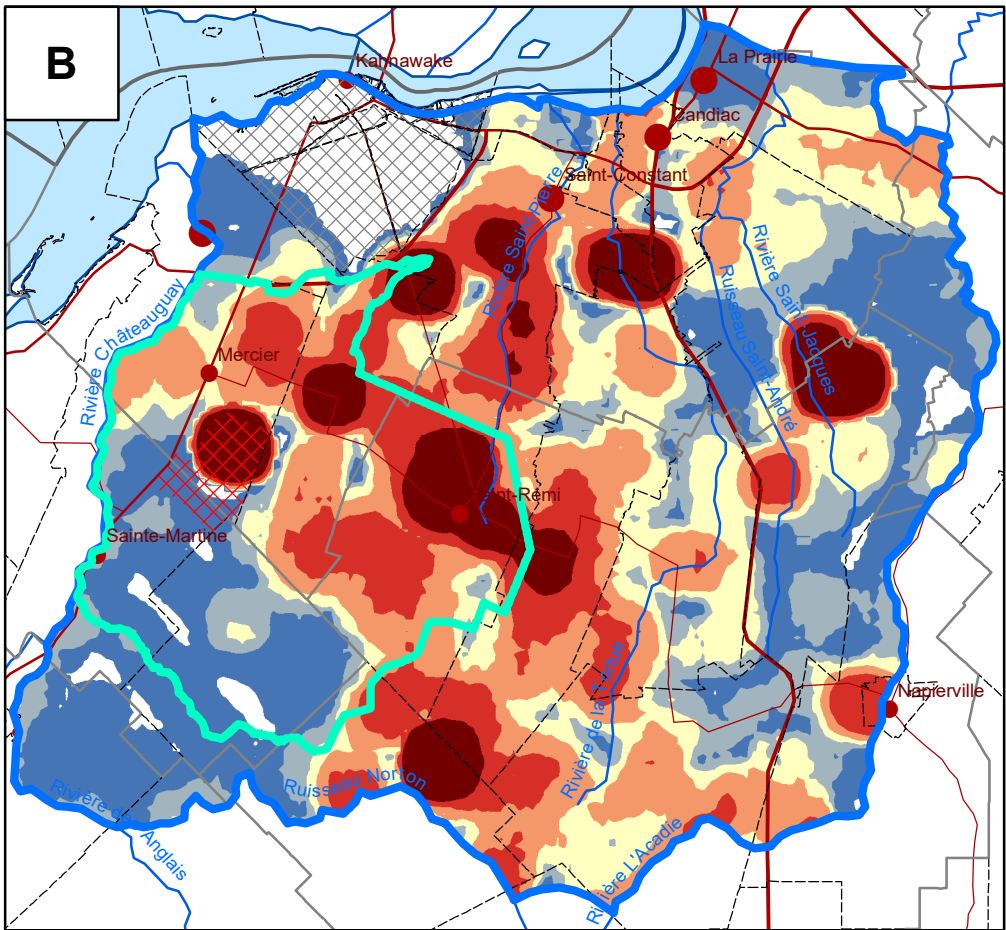 B
Kahnawake
La Prairie
Candiac
Saint-Constant
Rivière Saint-Pierre
Rivière Saint-Jacques
Ruisseau Saint-André
Rivière Châteauguay
Mercier
Saint-Rémi
Sainte-Martine
Rivière de la Tortue
Napierville
Ruisseau Norton
Rivière des Anglais
Rivière L'Acadie